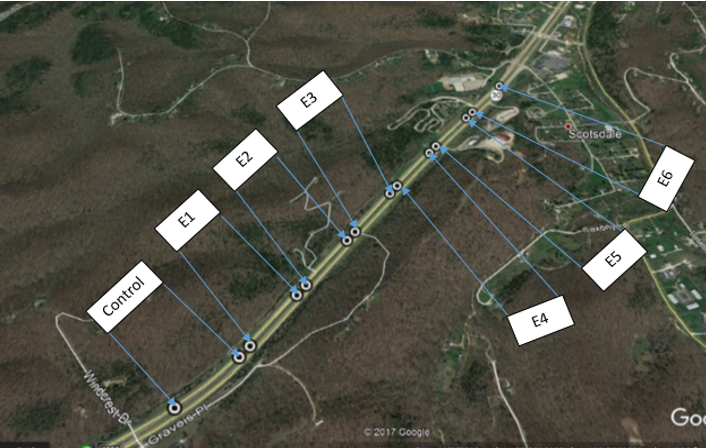 E3
E2
Scotsdale
E6
E1
E5
Control
E4
Windcrest-Dr
Gravois-Pl
© 2017 Google
Goo